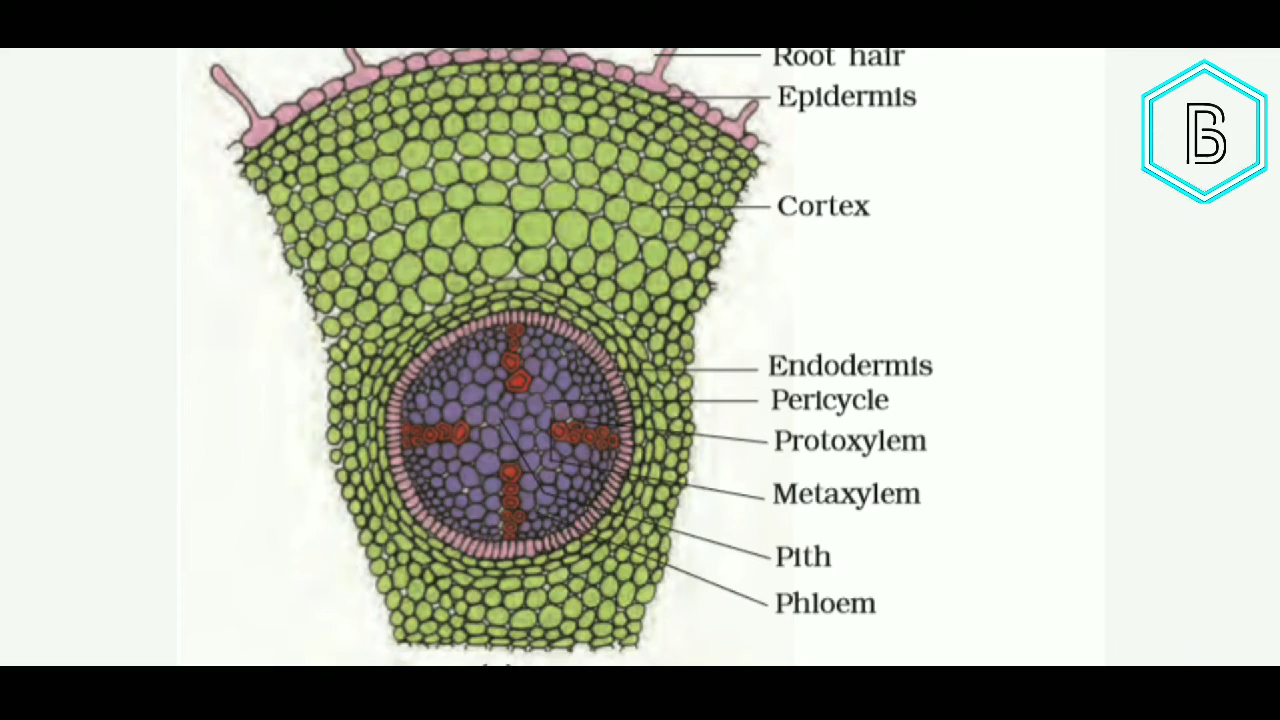 Root hair
Epidermis
Cortex
Endodermis
Pericycle
Protoxylem
Metaxylem
Pith
Phloem
B